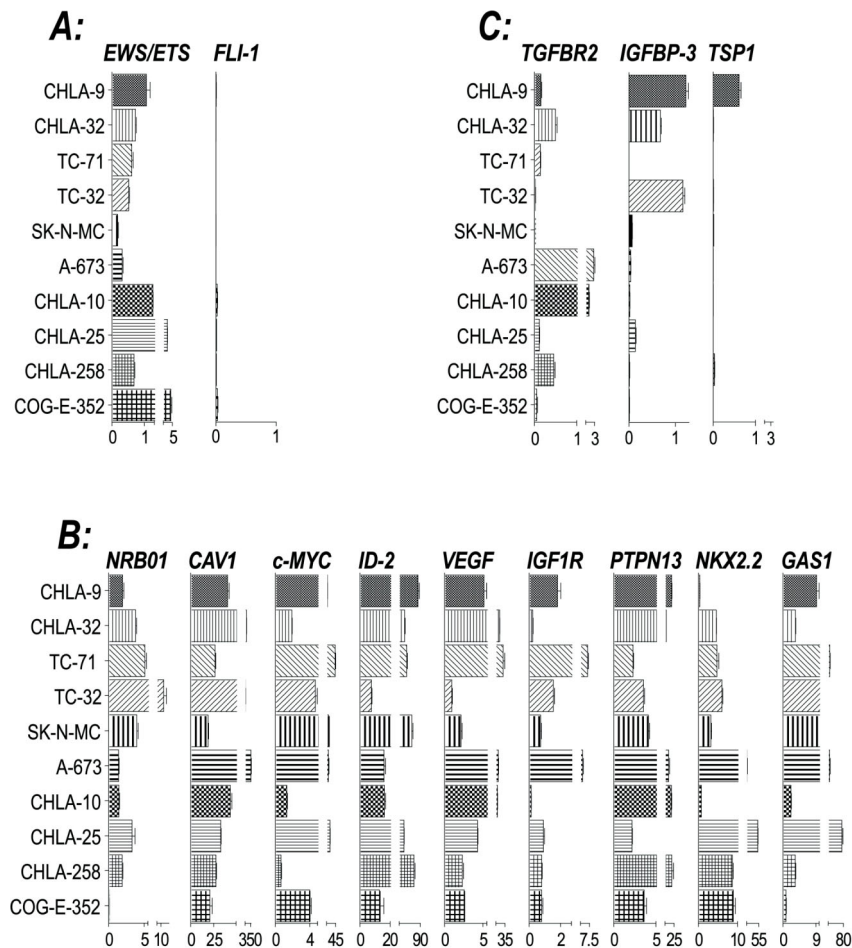 A:
EWS/ETS FLI-1
CHLA-9
CHLA-32
TC-71
TC-32
SK-N-MC
A-673
CHLA-10
CHLA-25
CHLA-258
COG-E-352
0 1 5 0 1
C:
TGFBR2 IGFBP-3 TSP1
CHLA-9
CHLA-32
TC-71
TC-32
SK-N-MC
A-673
CHLA-10
CHLA-25
CHLA-258
COG-E-352
0 1 3 0 1 0 1 3
B:
NRB01 CAV1 c-MYC ID-2 VEGF IGF1R PTPN13 NKX2.2 GAS1
CHLA-9
CHLA-32
TC-71
TC-32
SK-N-MC
A-673
CHLA-10
CHLA-25
CHLA-258
COG-E-352
0 5 10 0 25 350 0 4 45 0 20 90 0 5 35 0 2 7.5 0 5 25 0 10 55 0 9 80